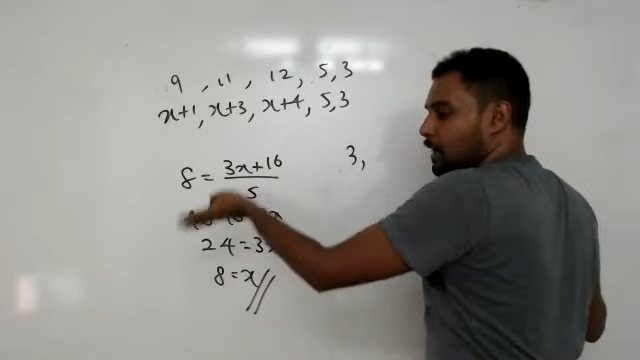 9, 11, 12, 5, 3
x+1, x+3, x+4, 5, 3
8 = 3x+16 / 5
3,
24 = 3
8 = x //